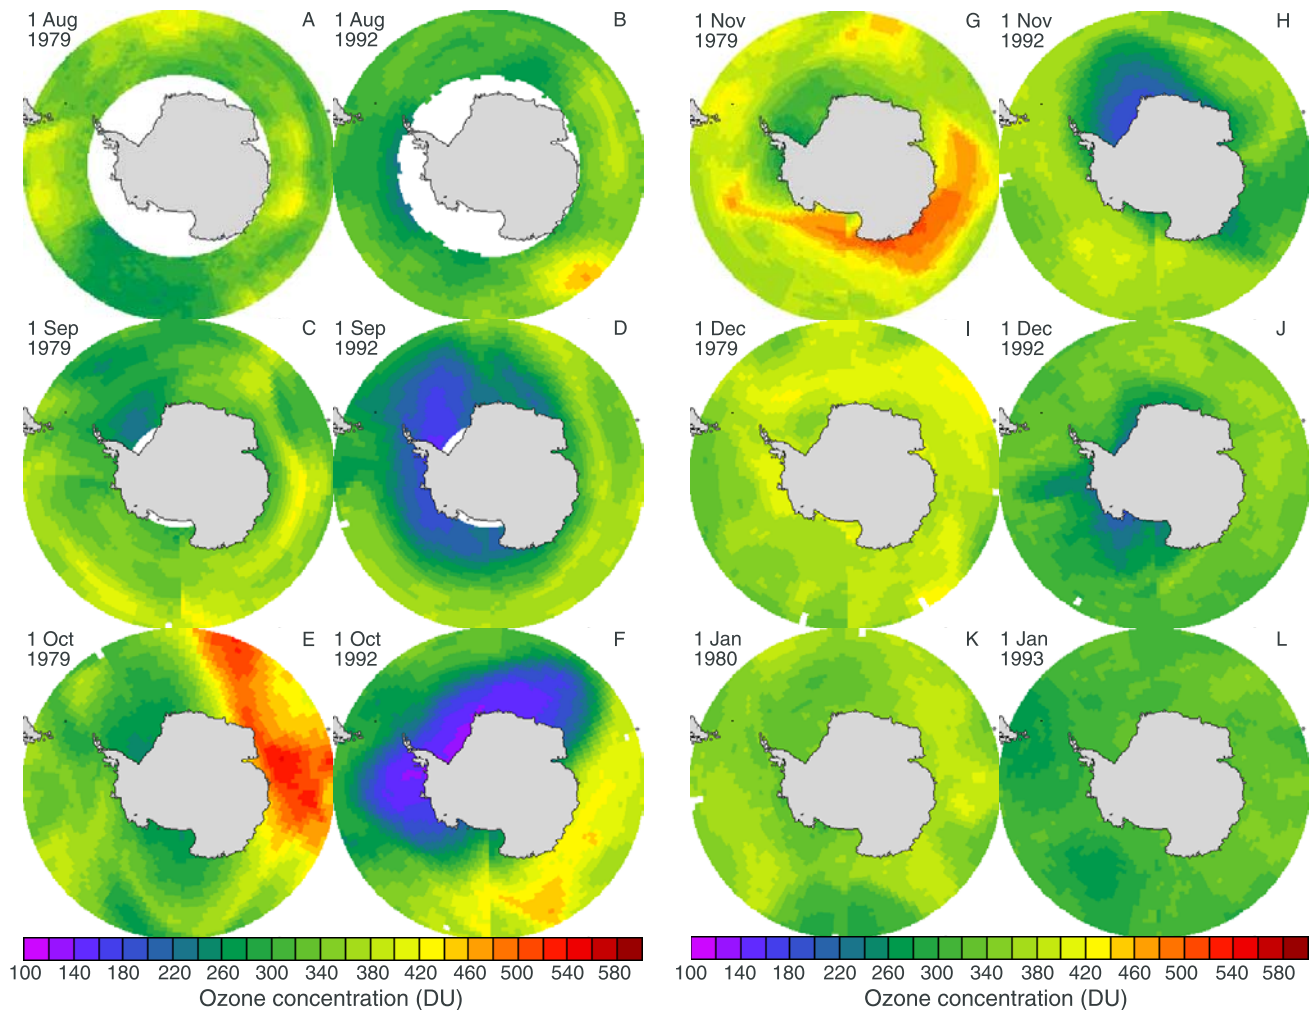 1 Aug
1979
A
1 Aug
1992
B
1 Nov
1979
G
1 Nov
1992
H
1 Sep
1979
C
1 Sep
1992
D
1 Dec
1979
I
1 Dec
1992
J
1 Oct
1979
E
1 Oct
1992
F
1 Jan
1980
K
1 Jan
1993
L
100 140 180 220 260 300 340 380 420 460 500 540 580
Ozone concentration (DU)
100 140 180 220 260 300 340 380 420 460 500 540 580
Ozone concentration (DU)